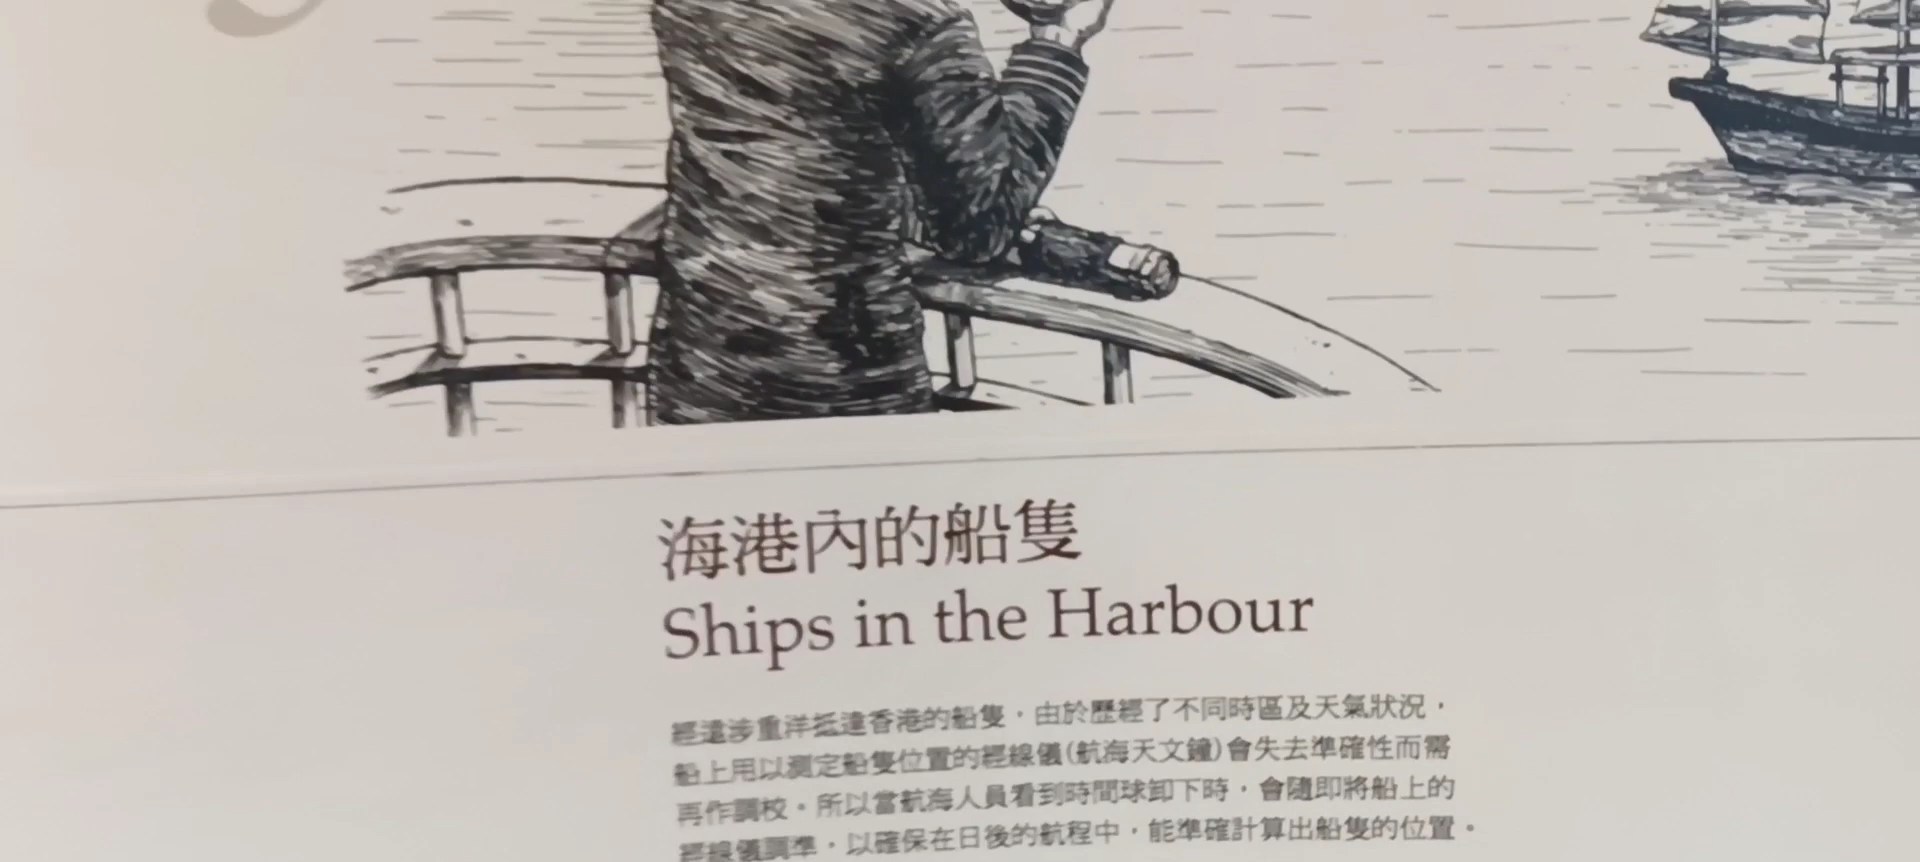 海港內的船隻
Ships in the Harbour
經遠涉重洋抵達香港的船隻，由於歷經了不同時區及天氣狀況，
船上用以測定船隻位置的經線儀(航海天文鐘)會失去準確性而需
再作調校。所以當航海人員看到時間球卸下時，會隨即將船上的
經線儀調準，以確保在日後的航程中，能準確計算出船隻的位置。